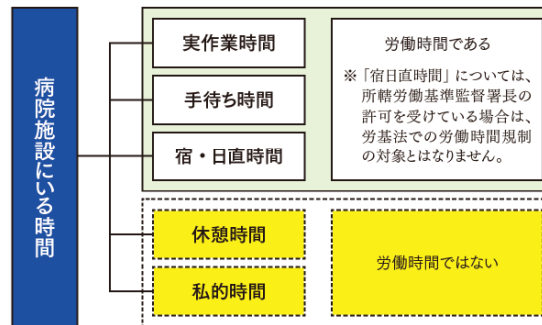 病院施設にいる時間
実作業時間
手待ち時間
宿・日直時間
労働時間である
※「宿日直時間」については、
所轄労働基準監督署長の
許可を受けている場合は、
労基法での労働時間規制
の対象とはなりません。
休憩時間
私的時間
労働時間ではない